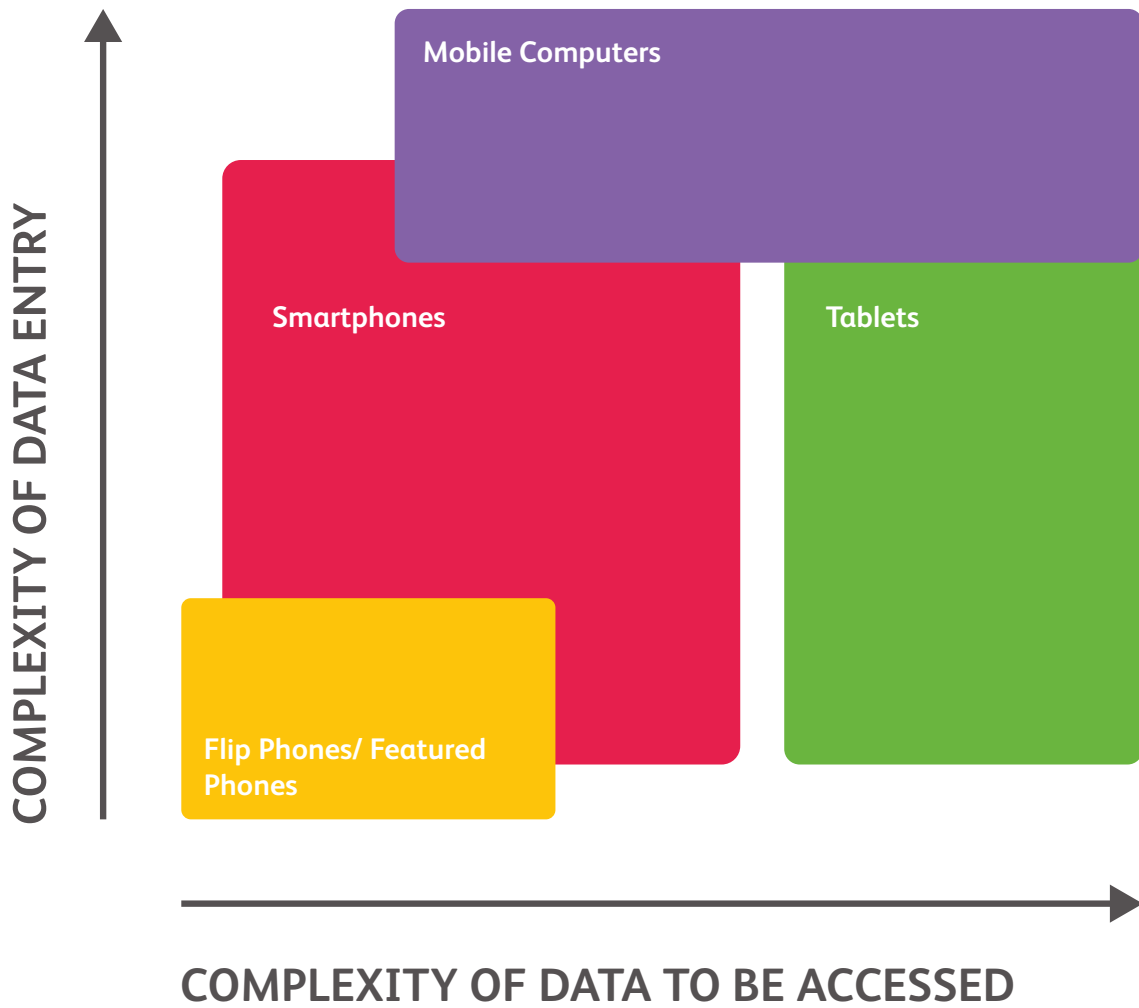 Mobile Computers
Smartphones
Tablets
Flip Phones/ Featured
Phones
COMPLEXITY OF DATA ENTRY
COMPLEXITY OF DATA TO BE ACCESSED